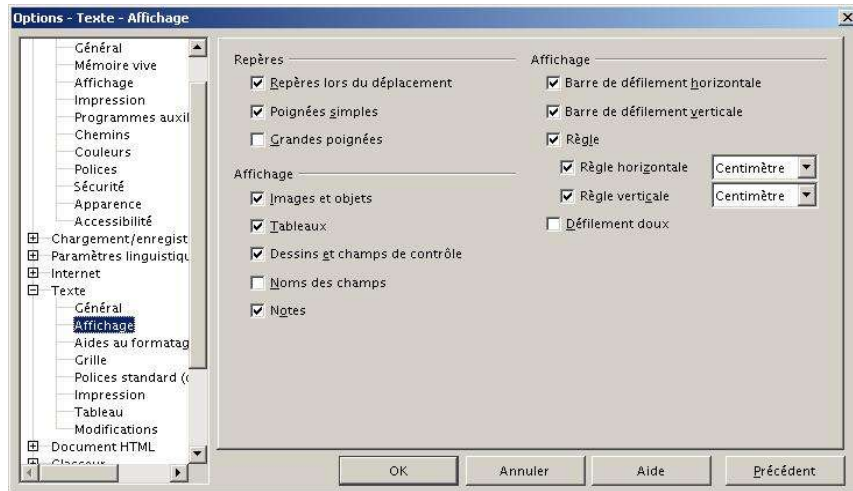 Options - Texte - Affichage
Général
Mémoire vive
Affichage
Impression
Programmes auxil
Chemins
Couleurs
Polices
Sécurité
Apparence
Accessibilité
Chargement/enregist
Paramètres linguistiqu
Internet
Texte
Général
Affichage
Aides au formatag
Grille
Polices standard (o
Impression
Tableau
Modifications
Document HTML
Classeur
Repères
Repères lors du déplacement
Poignées simples
Grandes poignées
Affichage
Images et objets
Tableaux
Dessins et champs de contrôle
Noms des champs
Notes
Affichage
Barre de défilement horizontale
Barre de défilement verticale
Règle
Règle horizontale Centimètre
Règle verticale Centimètre
Défilement doux
OK Annuler Aide Précédent